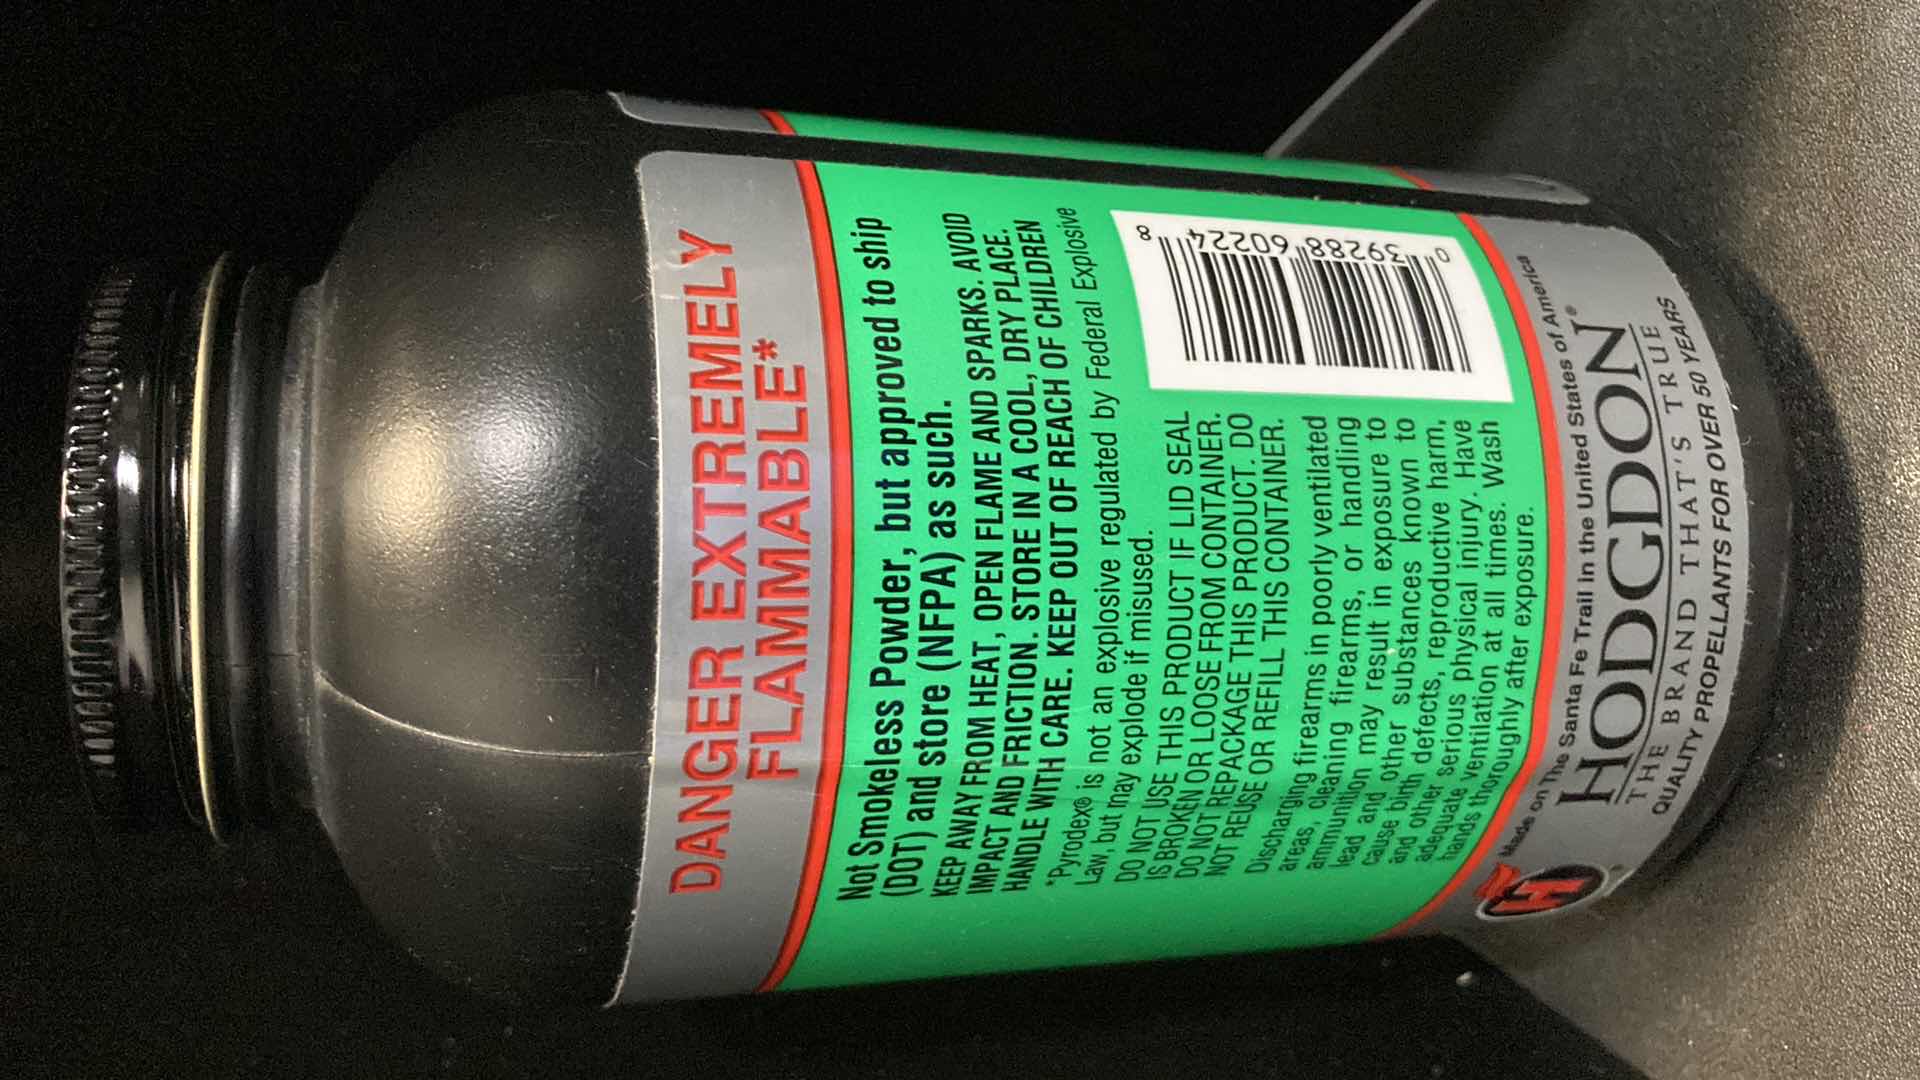 DANGER EXTREMELY
FLAMMABLE*
Not Smokeless Powder, but approved to ship
(DOT) and store (NFPA) as such.
KEEP AWAY FROM HEAT, OPEN FLAME AND SPARKS. AVOID
IMPACT AND FRICTION. STORE IN A COOL, DRY PLACE.
HANDLE WITH CARE. KEEP OUT OF REACH OF CHILDREN
*Pyrodex® is not an explosive regulated by Federal Explosive
Law, but may explode if misused.
DO NOT USE THIS PRODUCT IF LID SEAL
IS BROKEN OR LOOSE FROM CONTAINER.
DO NOT REPACKAGE THIS PRODUCT. DO
NOT REUSE OR REFILL THIS CONTAINER.
Discharging firearms in poorly ventilated
areas, cleaning firearms, or handling
ammunition may result in exposure to
lead and other substances known to
cause birth defects, reproductive harm,
and other serious physical injury. Have
adequate ventilation at all times. Wash
hands thoroughly after exposure.
0 39288 60224 8
Made on The Santa Fe Trail in the United States of America
H®
HODGDON®
THE BRAND THAT'S TRUE
QUALITY PROPELLANTS FOR OVER 50 YEARS